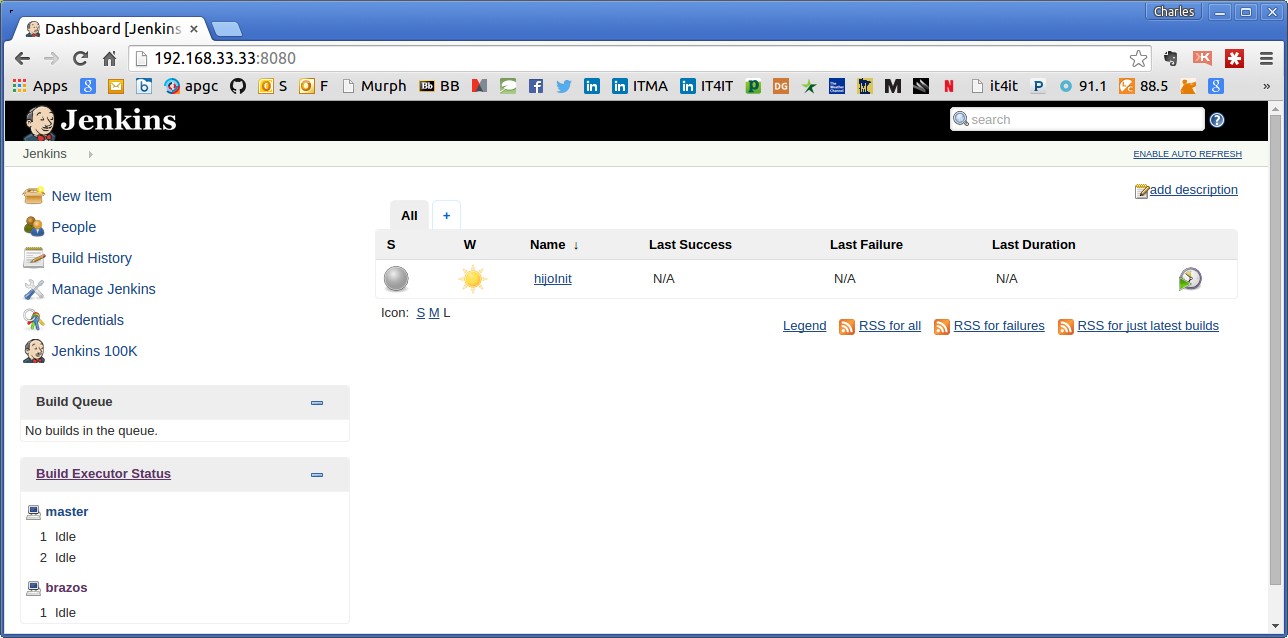 Charles
Dashboard [Jenkins
192.168.33.33:8080
Apps apgc S F Murph BB ITMA IT4IT it4it 91.1 88.5 »
Jenkins
search
Jenkins
ENABLE AUTO REFRESH
New Item
People
Build History
Manage Jenkins
Credentials
Jenkins 100K
add description
All +
S W Name ↓ Last Success Last Failure Last Duration
hijoInit N/A N/A N/A
Icon: S M L
Legend RSS for all RSS for failures RSS for just latest builds
Build Queue
No builds in the queue.
Build Executor Status
master
1 Idle
2 Idle
brazos
1 Idle